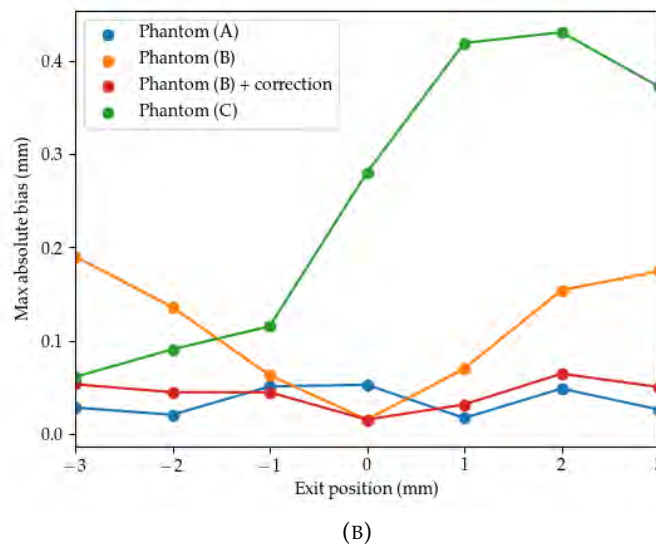 Phantom (A)
Phantom (B)
Phantom (B) + correction
Phantom (C)
Max absolute bias (mm)
0.4
0.3
0.2
0.1
0.0
−3
−2
−1
0
1
2
Exit position (mm)
(B)